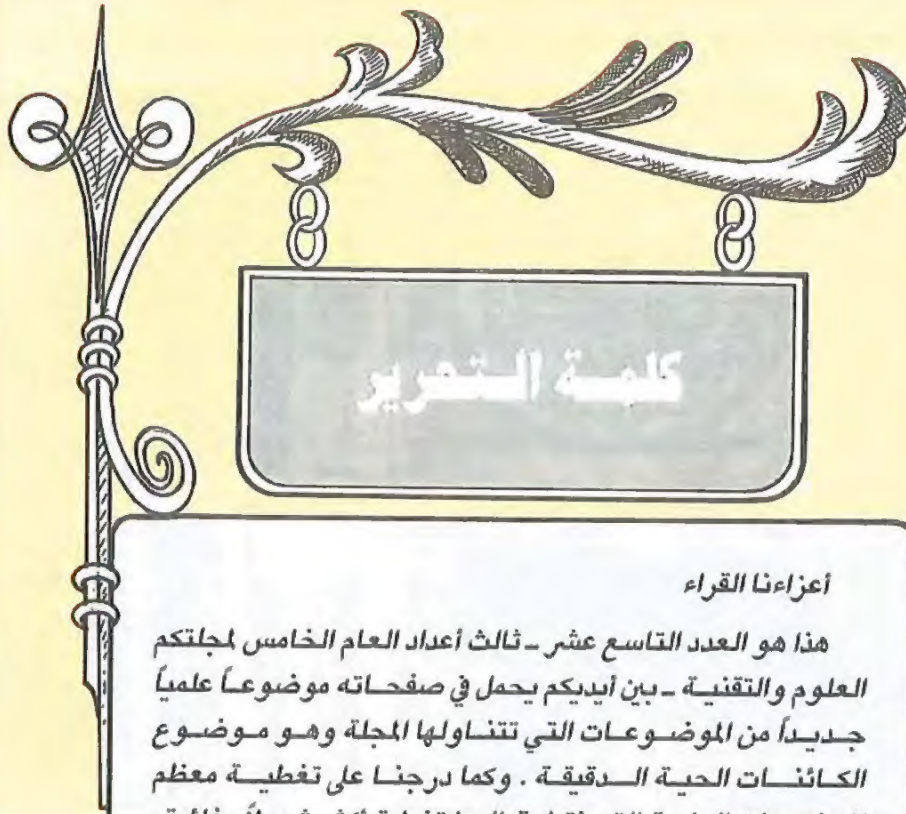 كلمة التحرير
أعزاءنا القراء
هذا هو العدد التاسع عشر ـ ثالث أعداد العام الخامس لمجلتكم
العلوم والتقنية ـ بين أيديكم يحمل في صفحاته موضوعاً علمياً
جديداً من الموضوعات التي تتناولها المجلة وهو موضوع
الكائنات الحية الدقيقة . وكما درجنا على تغطية معظم